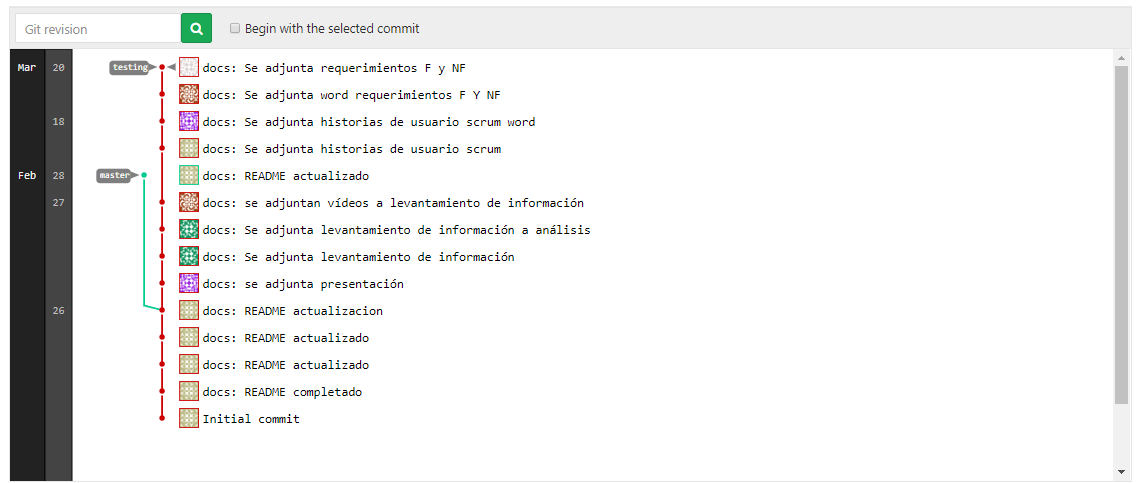 Git revision
Begin with the selected commit
Mar 20 testing docs: Se adjunta requerimientos F y NF
docs: Se adjunta word requerimientos F Y NF
18 docs: Se adjunta historias de usuario scrum word
docs: Se adjunta historias de usuario scrum
Feb 28 master docs: README actualizado
27 docs: se adjuntan vídeos a levantamiento de información
docs: Se adjunta levantamiento de información a análisis
docs: Se adjunta levantamiento de información
docs: se adjunta presentación
26 docs: README actualizacion
docs: README actualizado
docs: README actualizado
docs: README completado
Initial commit